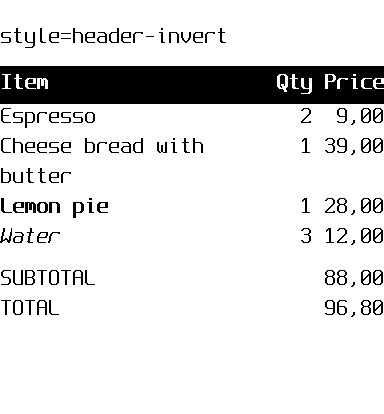 style=header-invert
Item Qty Price
Espresso 2 9,00
Cheese bread with 1 39,00
butter
Lemon pie 1 28,00
Water 3 12,00
SUBTOTAL 88,00
TOTAL 96,80